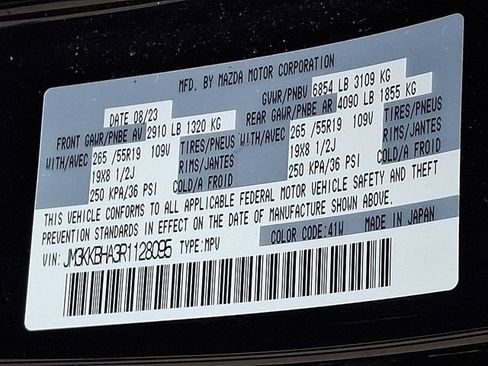 MFD. BY MAZDA MOTOR CORPORATION
DATE 08/23 GVWR/PNBV 6854 LB 3109 KG
FRONT GAWR/PNBE AV 2910 LB 1320 KG REAR GAWR/PNBE AR 4090 LB 1855 KG
WITH/AVEC 265 /55R19 109V TIRES/PNEUS WITH/AVEC 265 /55R19 109V TIRES/PNEUS
19X8 1/2J RIMS/JANTES 19X8 1/2J RIMS/JANTES
250 KPA/36 PSI COLD/A FROID 250 KPA/36 PSI COLD/A FROID
THIS VEHICLE CONFORMS TO ALL APPLICABLE FEDERAL MOTOR VEHICLE SAFETY AND THEFT
PREVENTION STANDARDS IN EFFECT ON THE DATE OF MANUFACTURE SHOWN ABOVE.
VIN: JM3KKBHA3R1128095 TYPE: MPV COLOR CODE:41W MADE IN JAPAN